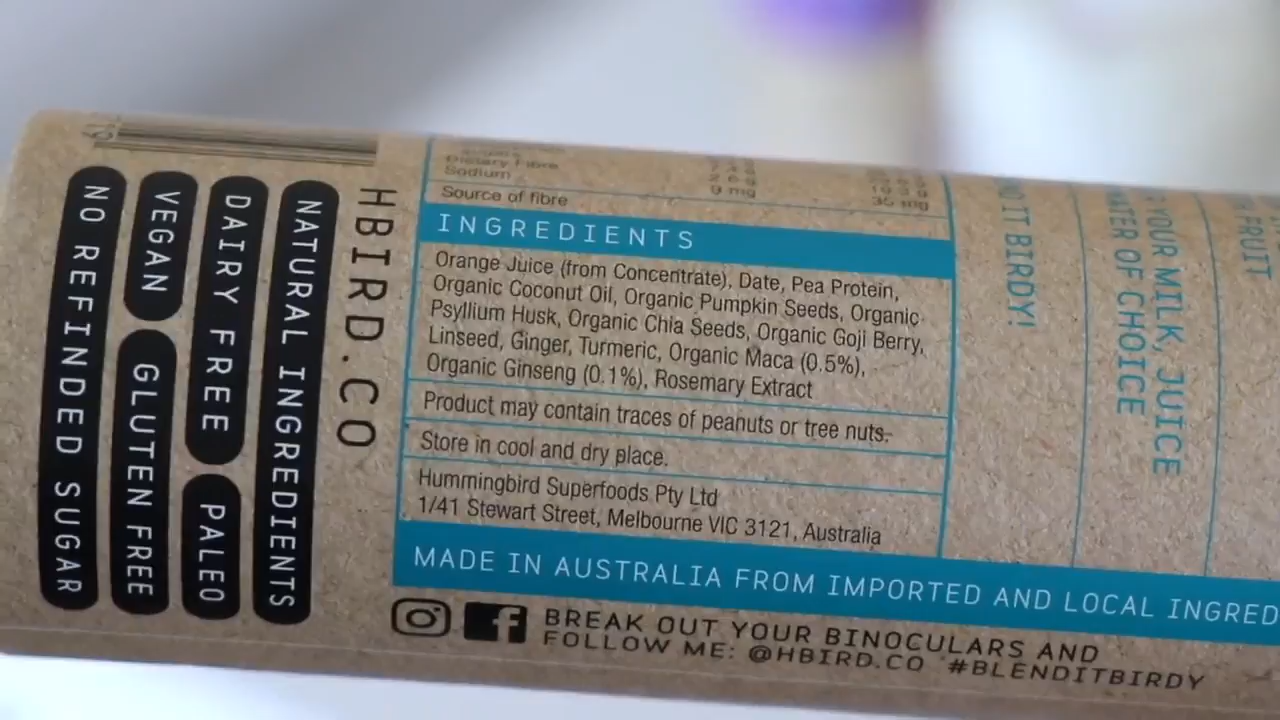 NO REFINDED SUGAR
VEGAN
GLUTEN FREE
DAIRY FREE
PALEO
NATURAL INGREDIENTS
HBIRD.CO
Dietary Fibre
Sodium
9 mg
35 mg
Source of fibre
INGREDIENTS
Orange Juice (from Concentrate), Date, Pea Protein,
Organic Coconut Oil, Organic Pumpkin Seeds, Organic
Psyllium Husk, Organic Chia Seeds, Organic Goji Berry,
Linseed, Ginger, Turmeric, Organic Maca (0.5%),
Organic Ginseng (0.1%), Rosemary Extract
Product may contain traces of peanuts or tree nuts.
Store in cool and dry place.
Hummingbird Superfoods Pty Ltd
1/41 Stewart Street, Melbourne VIC 3121, Australia
MADE IN AUSTRALIA FROM IMPORTED AND LOCAL INGRED
BREAK OUT YOUR BINOCULARS AND
FOLLOW ME: @HBIRD.CO #BLENDITBIRDY
IT BIRDY!
YOUR MILK, JUICE
OF CHOICE
FRUIT